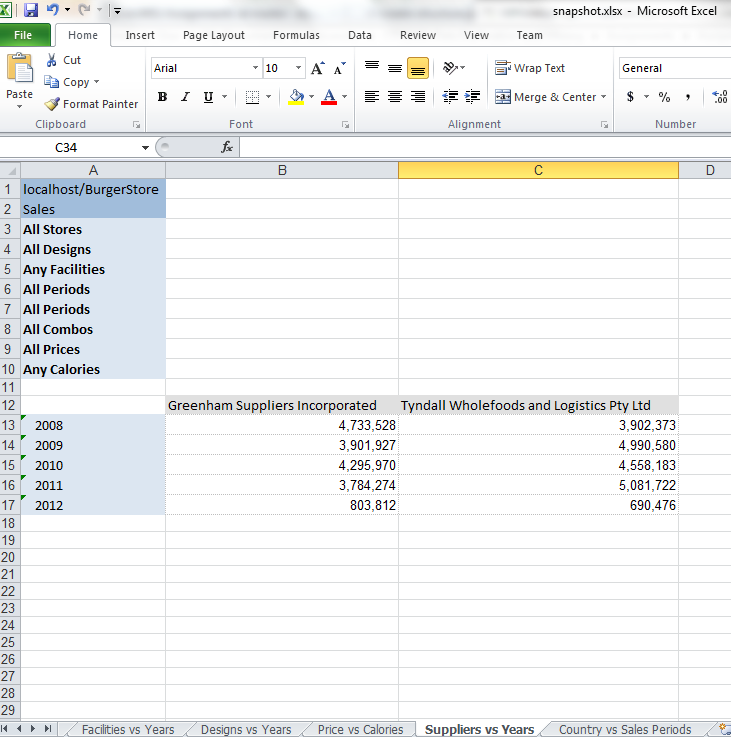 snapshot.xlsx - Microsoft Excel
File Home Insert Page Layout Formulas Data Review View Team
Paste
Cut
Copy
Format Painter
Arial 10 A A
B I U A
Wrap Text
Merge & Center
General
$ % , .00
Clipboard Font Alignment Number
C34 fx
A B C D
1 localhost/BurgerStore
2 Sales
3 All Stores
4 All Designs
5 Any Facilities
6 All Periods
7 All Periods
8 All Combos
9 All Prices
10 Any Calories
11
12 Greenham Suppliers Incorporated Tyndall Wholefoods and Logistics Pty Ltd
13 2008 4,733,528 3,902,373
14 2009 3,901,927 4,990,580
15 2010 4,295,970 4,558,183
16 2011 3,784,274 5,081,722
17 2012 803,812 690,476
18
19
20
21
22
23
24
25
26
27
28
29
Facilities vs Years Designs vs Years Price vs Calories Suppliers vs Years Country vs Sales Periods